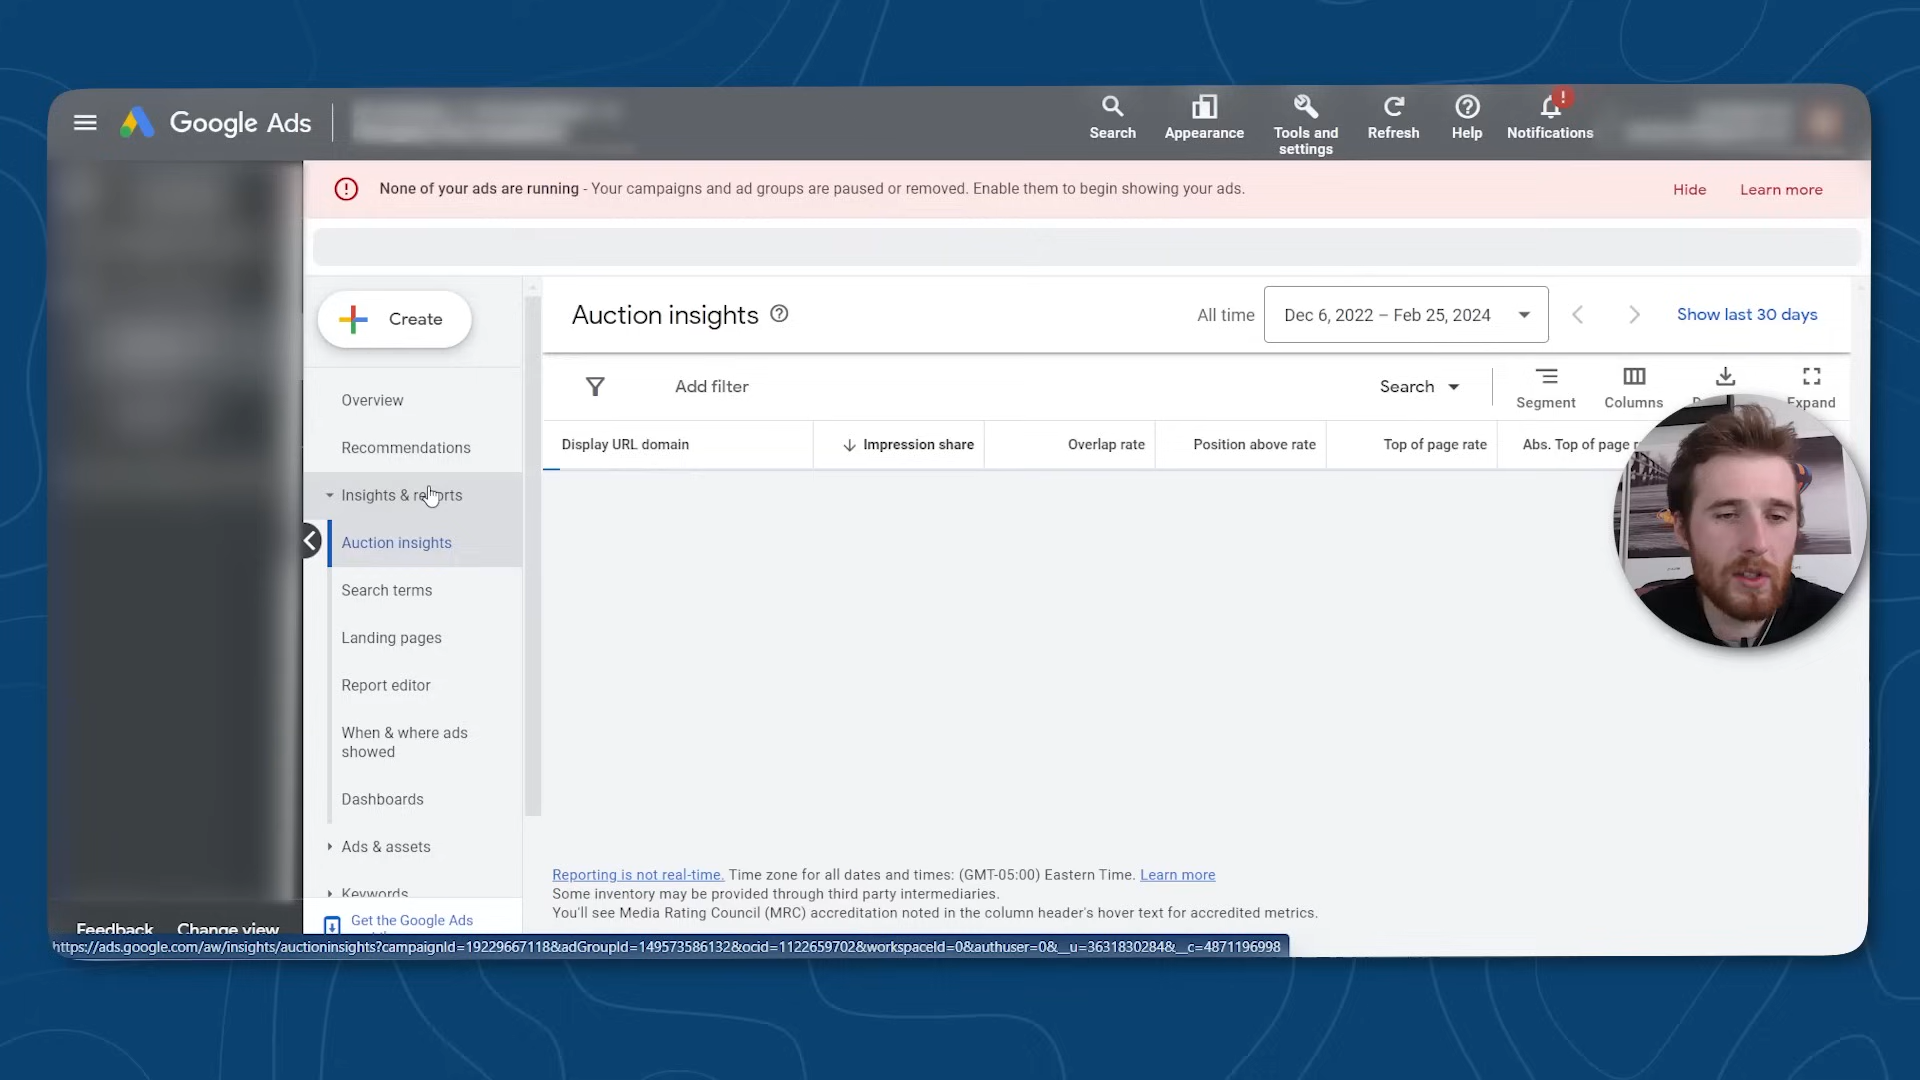 Google Ads
Search
Appearance
Tools and
settings
Refresh
Help
!
Notifications
None of your ads are running - Your campaigns and ad groups are paused or removed. Enable them to begin showing your ads.
Hide
Learn more
Create
Auction insights
All time
Dec 6, 2022 – Feb 25, 2024
Show last 30 days
Overview
Add filter
Search
Segment
Columns
Expand
Recommendations
Display URL domain
Impression share
Overlap rate
Position above rate
Top of page rate
Abs. Top of page
Insights & reports
Auction insights
Search terms
Landing pages
Report editor
When & where ads
showed
Dashboards
Ads & assets
Keywords
Reporting is not real-time. Time zone for all dates and times: (GMT-05:00) Eastern Time. Learn more
Some inventory may be provided through third party intermediaries.
You'll see Media Rating Council (MRC) accreditation noted in the column header's hover text for accredited metrics.
Get the Google Ads
Feedback
Change view
https://ads.google.com/aw/insights/auctioninsights?campaignId=19229667118&adGroupId=149573586132&ocid=1122659702&workspaceId=0&authuser=0&__u=3631830284&__c=4871196998